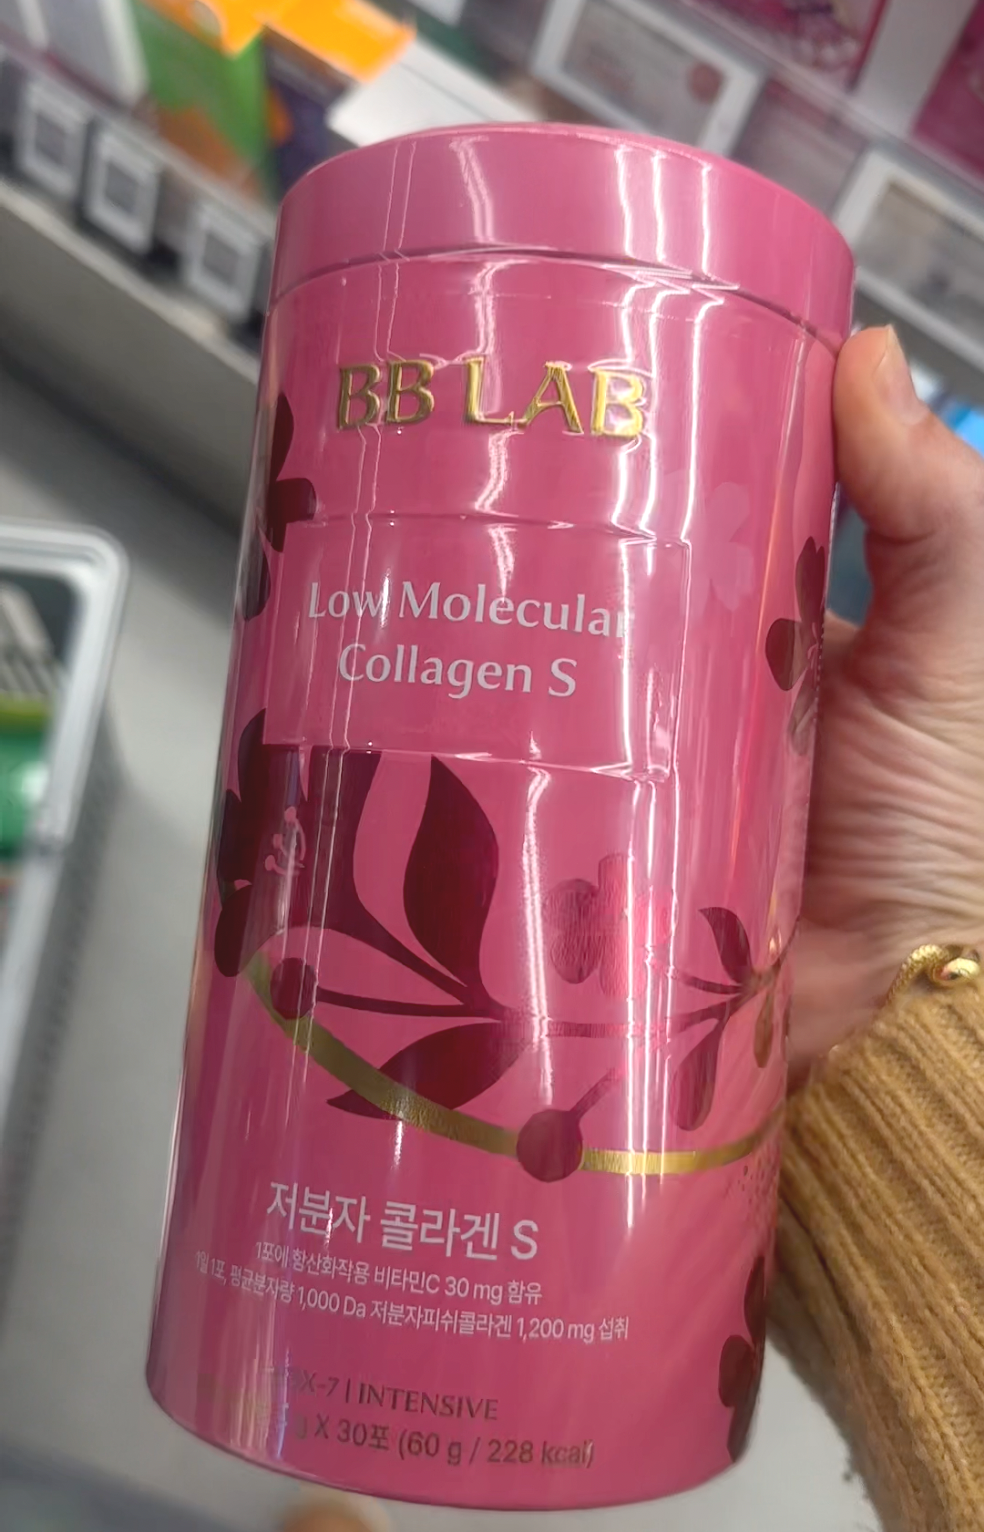 BB LAB
Low Molecular
Collagen S
저분자 콜라겐 S
1포에 항산화작용 비타민C 30 mg 함유
1일 1포, 평균분자량 1,000 Da 저분자피쉬콜라겐 1,200 mg 섭취
X-7 | INTENSIVE
g X 30포 (60 g / 228 kcal)